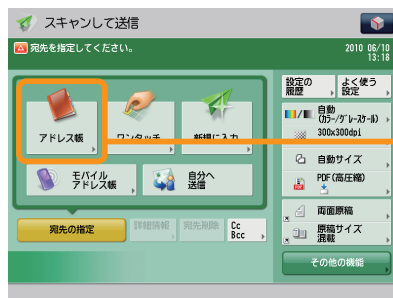 スキャンして送信
宛先を指定してください。
2010 06/10
13:18
アドレス帳
ワンタッチ
新規に入力
モバイル
アドレス帳
自分へ
送信
宛先の指定
詳細情報
宛先削除
Cc
Bcc
設定の
履歴
よく使う
設定
自動
(カラー/グレースケール)
300x300dpi
自動サイズ
PDF(高圧縮)
両面原稿
原稿サイズ
混載
その他の機能